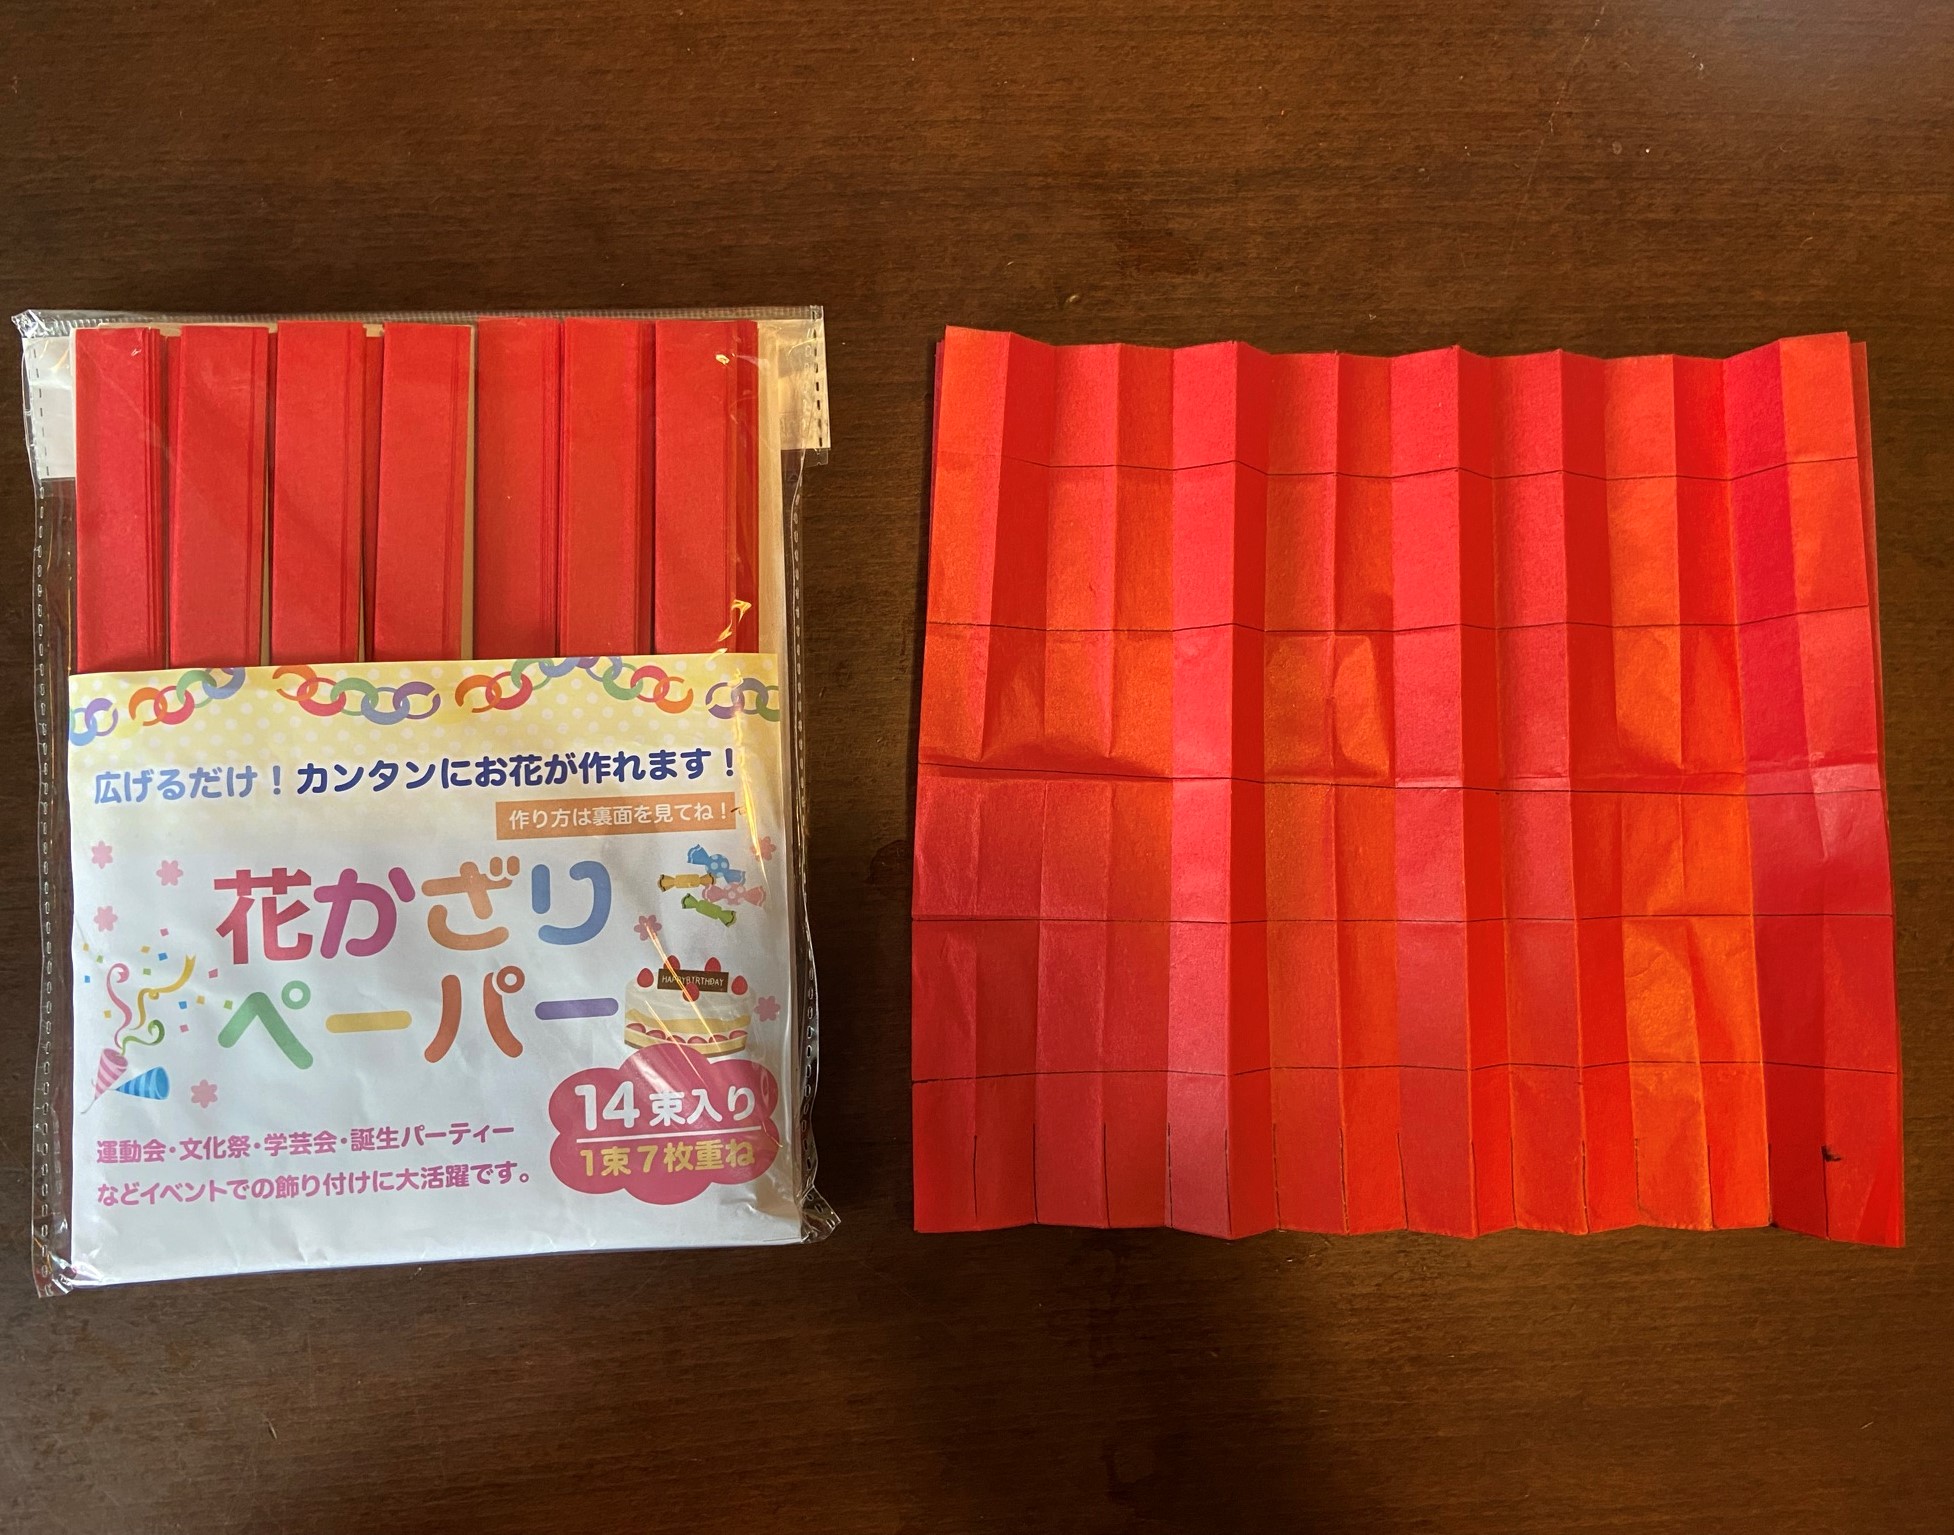 広げるだけ！カンタンにお花が作れます！
作り方は裏面を見てね！
花かざり
ペーパー
HAPPY BIRTHDAY
14束入り
1束7枚重ね
運動会・文化祭・学芸会・誕生パーティー
などイベントでの飾り付けに大活躍です。